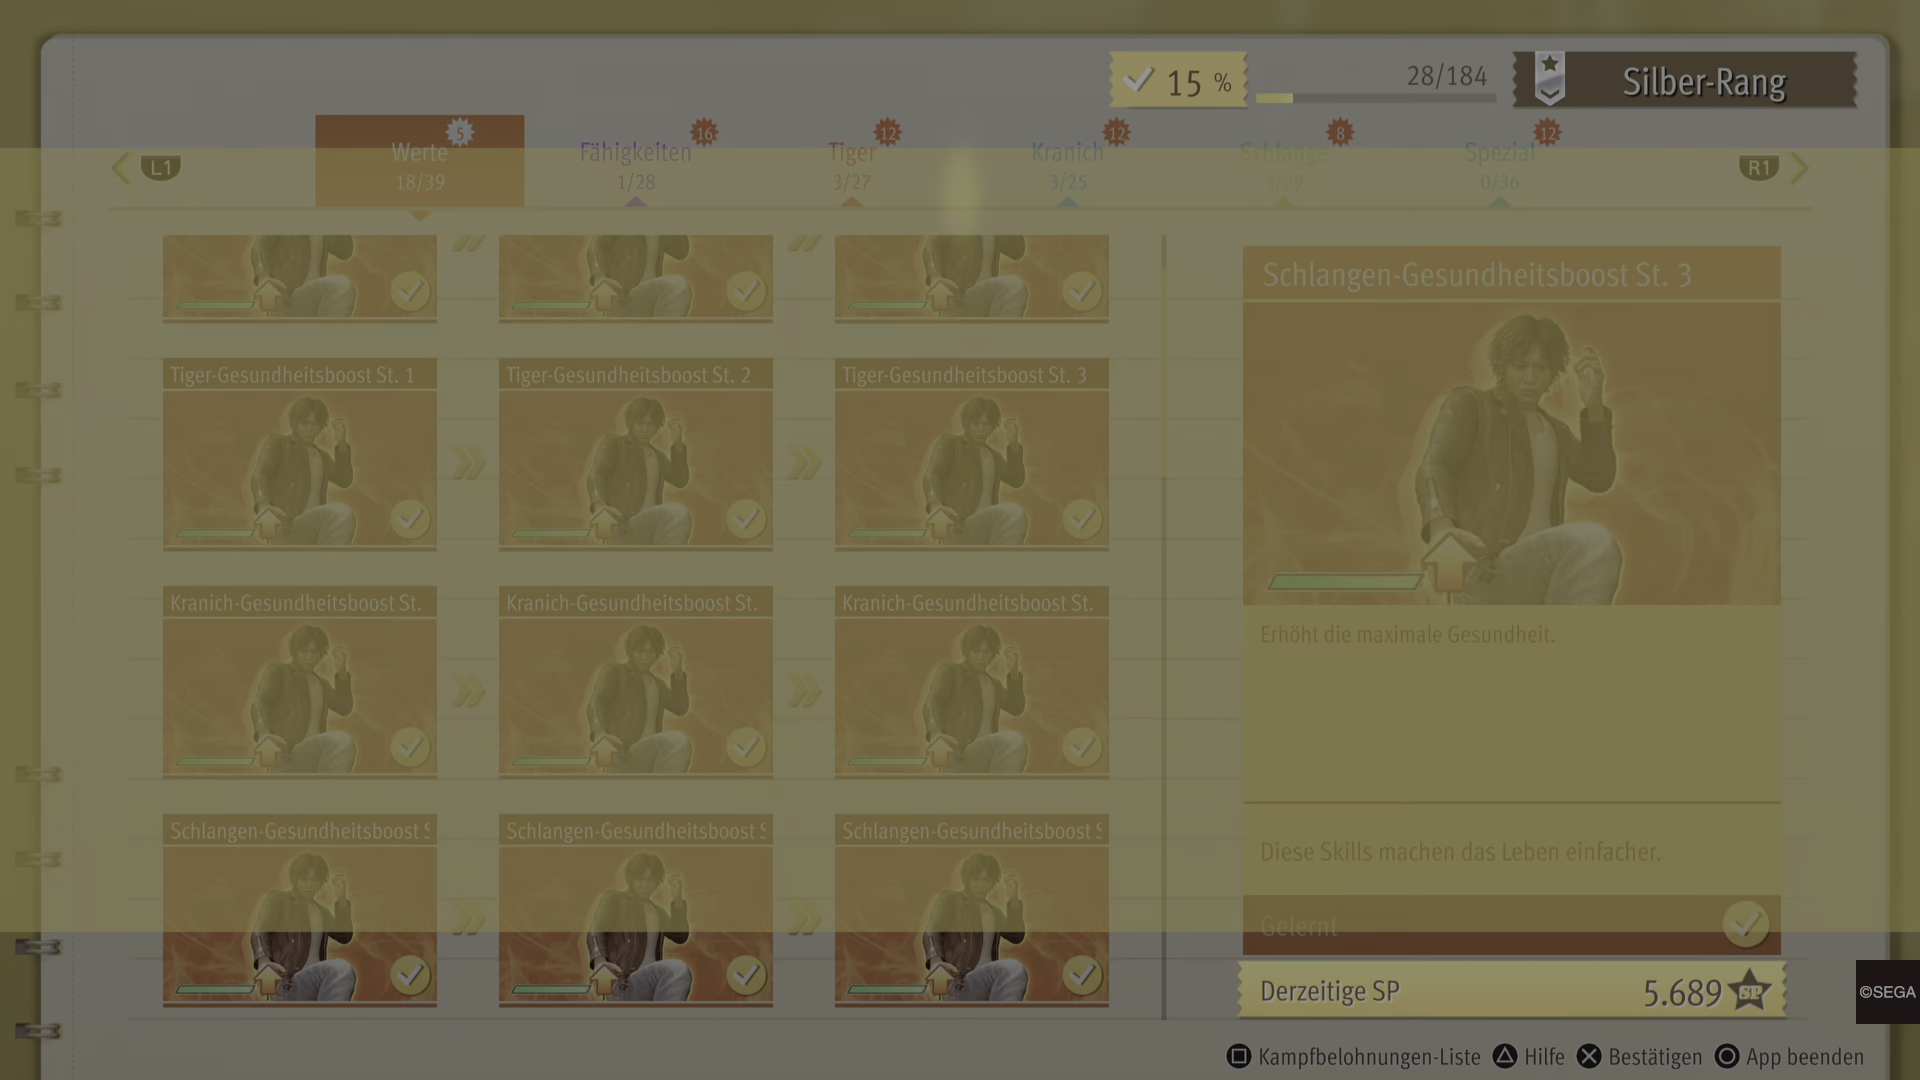 15 %
28/184
Silber-Rang
L1
Werte
5
18/39
Fähigkeiten
16
1/28
Tiger
12
3/27
Kranich
12
3/25
Schlange
8
3/29
Spezial
12
0/36
R1
Tiger-Gesundheitsboost St. 1
Tiger-Gesundheitsboost St. 2
Tiger-Gesundheitsboost St. 3
Kranich-Gesundheitsboost St.
Kranich-Gesundheitsboost St.
Kranich-Gesundheitsboost St.
Schlangen-Gesundheitsboost S
Schlangen-Gesundheitsboost S
Schlangen-Gesundheitsboost S
Schlangen-Gesundheitsboost St. 3
Erhöht die maximale Gesundheit.
Diese Skills machen das Leben einfacher.
Gelernt
Derzeitige SP 5.689 SP
©SEGA
Kampfbelohnungen-Liste Hilfe Bestätigen App beenden